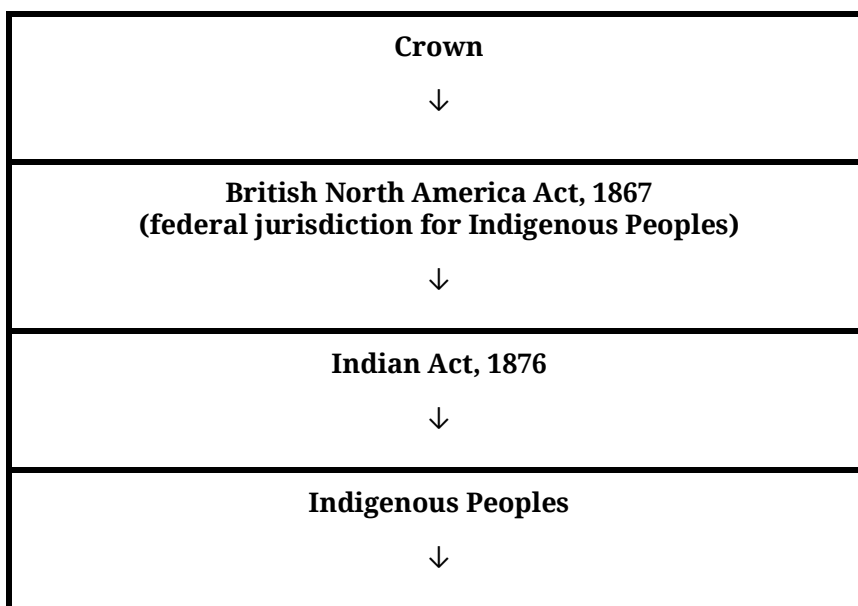 Crown
↓
British North America Act, 1867
(federal jurisdiction for Indigenous Peoples)
↓
Indian Act, 1876
↓
Indigenous Peoples
↓